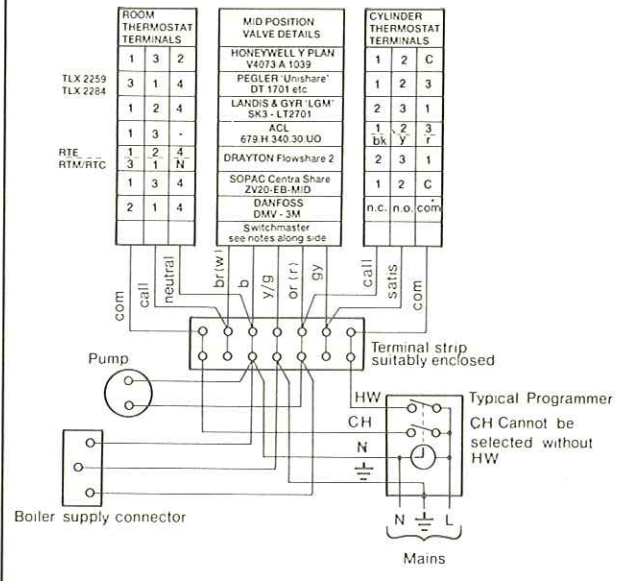 ROOM
THERMOSTAT
TERMINALS
1 3 2
3 1 4
1 2 4
1 3 -
1 2 4
3 1 N
1 3 4
2 1 4
TLX 2259
TLX 2284
RTE
RTM/RTC
MID POSITION
VALVE DETAILS
HONEYWELL Y PLAN
V4073 A 1039
PEGLER 'Unishare'
DT 1701 etc
LANDIS & GYR 'LGM'
SK3 - LT2701
ACL
679.H.340.30.UO
DRAYTON Flowshare 2
SOPAC Centra Share
ZV20-EB-MID
DANFOSS
DMV - 3M
Switchmaster
see notes along side
CYLINDER
THERMOSTAT
TERMINALS
1 2 C
1 2 3
2 3 1
1 2 3
bk y r
2 3 1
1 2 C
n.c. n.o. com
com
call
neutral
br(w)
b
y/g
or (r)
gy
call
satis
com
Terminal strip
suitably enclosed
Pump
HW
CH
N
Typical Programmer
CH Cannot be
selected without
HW
Boiler supply connector
N L
Mains